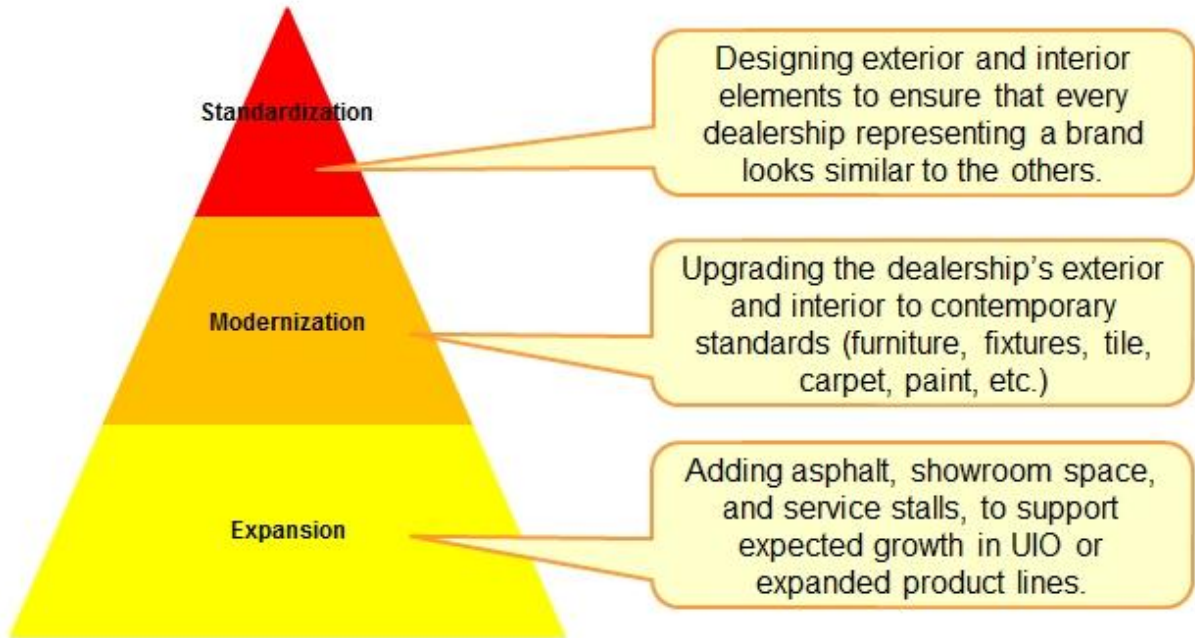 Standardization
Designing exterior and interior
elements to ensure that every
dealership representing a brand
looks similar to the others.
Modernization
Upgrading the dealership’s exterior
and interior to contemporary
standards (furniture, fixtures, tile,
carpet, paint, etc.)
Expansion
Adding asphalt, showroom space,
and service stalls, to support
expected growth in UIO or
expanded product lines.